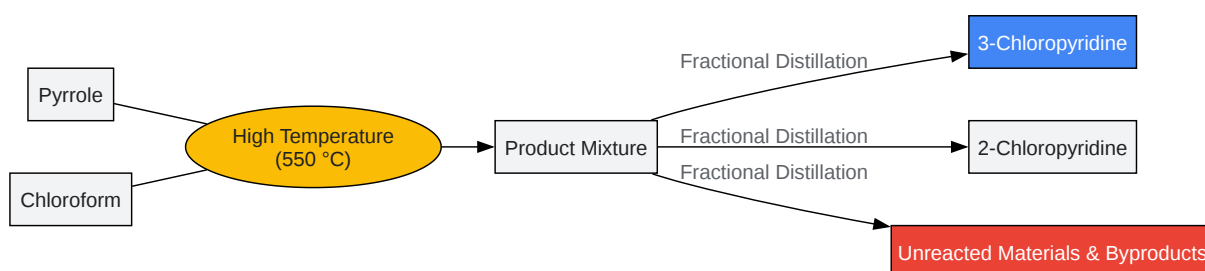 Pyrrole
Chloroform
High Temperature
(550 °C)
Product Mixture
Fractional Distillation
Fractional Distillation
Fractional Distillation
3-Chloropyridine
2-Chloropyridine
Unreacted Materials & Byproducts